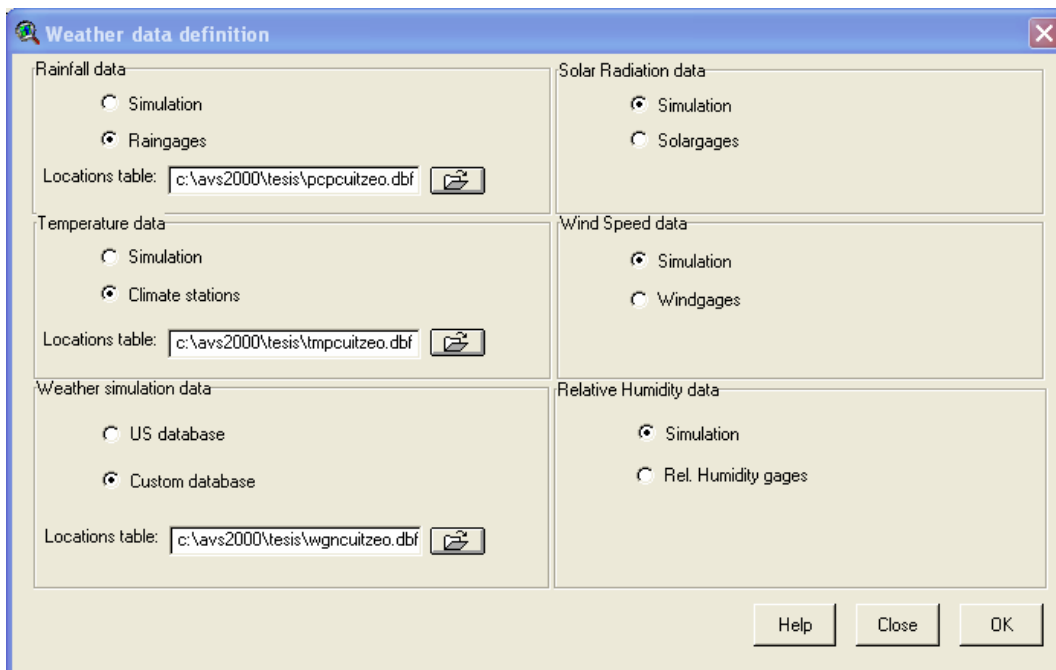 Weather data definition
Rainfall data
Simulation
Raingages
Locations table: c:\avs2000\tesis\pcpcuitzeo.dbf
Temperature data
Simulation
Climate stations
Locations table: c:\avs2000\tesis\tmpcuitzeo.dbf
Weather simulation data
US database
Custom database
Locations table: c:\avs2000\tesis\wgncuitzeo.dbf
Solar Radiation data
Simulation
Solargages
Wind Speed data
Simulation
Windgages
Relative Humidity data
Simulation
Rel. Humidity gages
Help Close OK